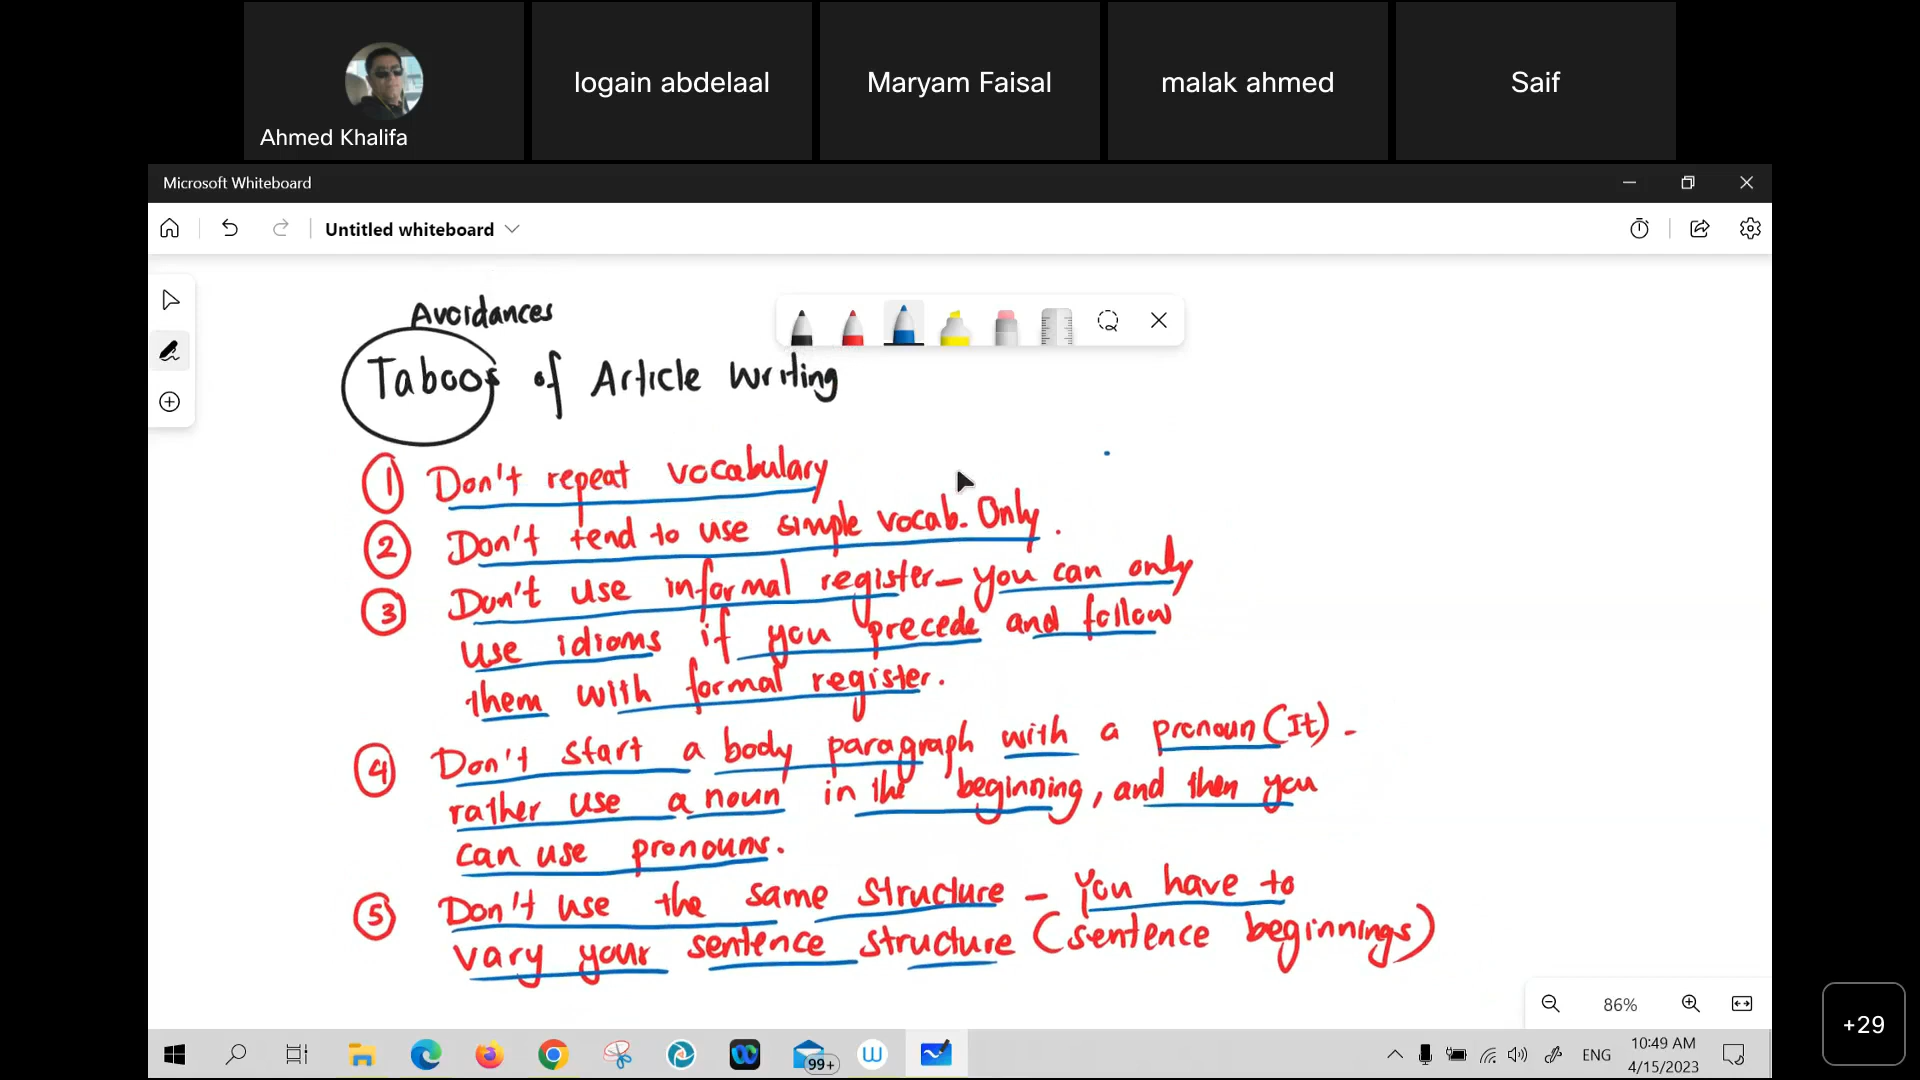 logain abdelaal
Maryam Faisal
malak ahmed
Saif
Ahmed Khalifa
Microsoft Whiteboard
Untitled whiteboard
Avoidances
Taboos of Article Writing
1 Don't repeat vocabulary
2 Don't tend to use simple vocab. Only.
3 Don't use informal register - you can only
use idioms if you precede and follow
them with formal register.
4 Don't start a body paragraph with a pronoun (It) -
rather use a noun in the beginning, and then you
can use pronouns.
5 Don't use the same structure - You have to
vary your sentence structure (sentence beginnings)
86%
+29
99+
ENG
10:49 AM
4/15/2023